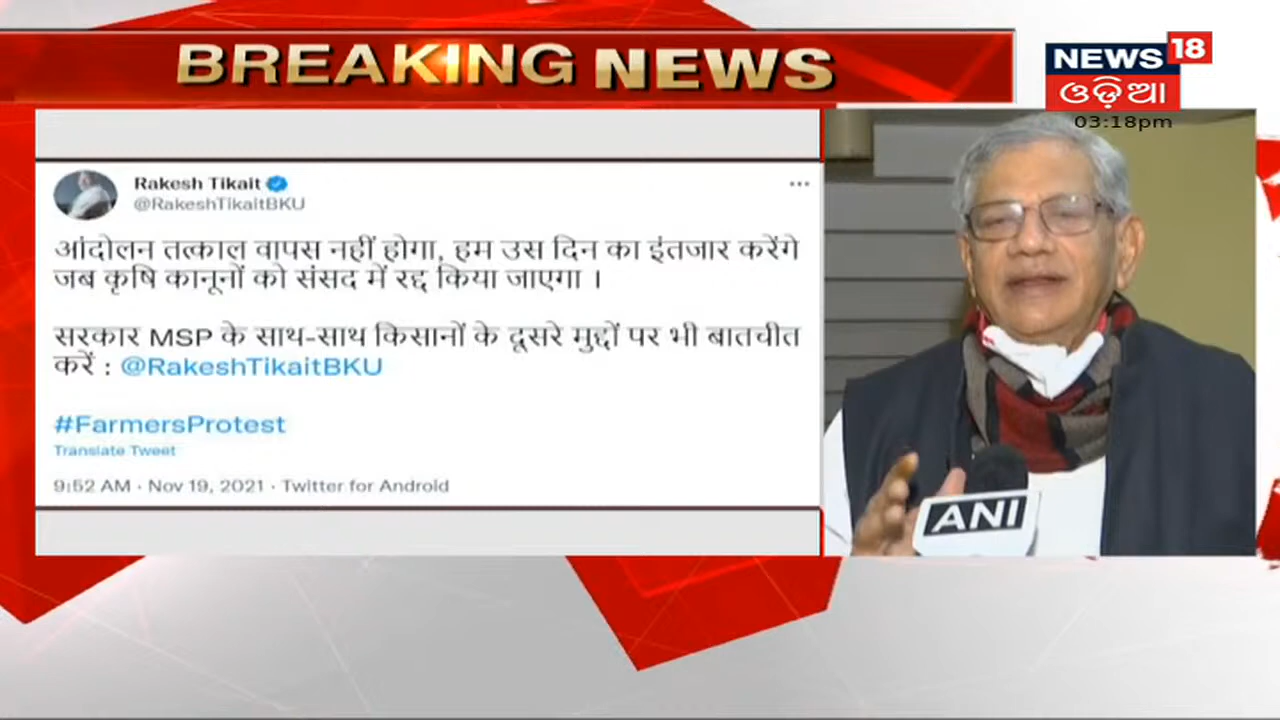 BREAKING NEWS
NEWS 18
ଓଡ଼ିଆ
03:18pm
Rakesh Tikait
@RakeshTikaitBKU
आंदोलन तत्काल वापस नहीं होगा, हम उस दिन का इंतजार करेंगे
जब कृषि कानूनों को संसद में रद्द किया जाएगा ।
सरकार MSP के साथ-साथ किसानों के दूसरे मुद्दों पर भी बातचीत
करें : @RakeshTikaitBKU
#FarmersProtest
Translate Tweet
9:52 AM · Nov 19, 2021 · Twitter for Android
ANI